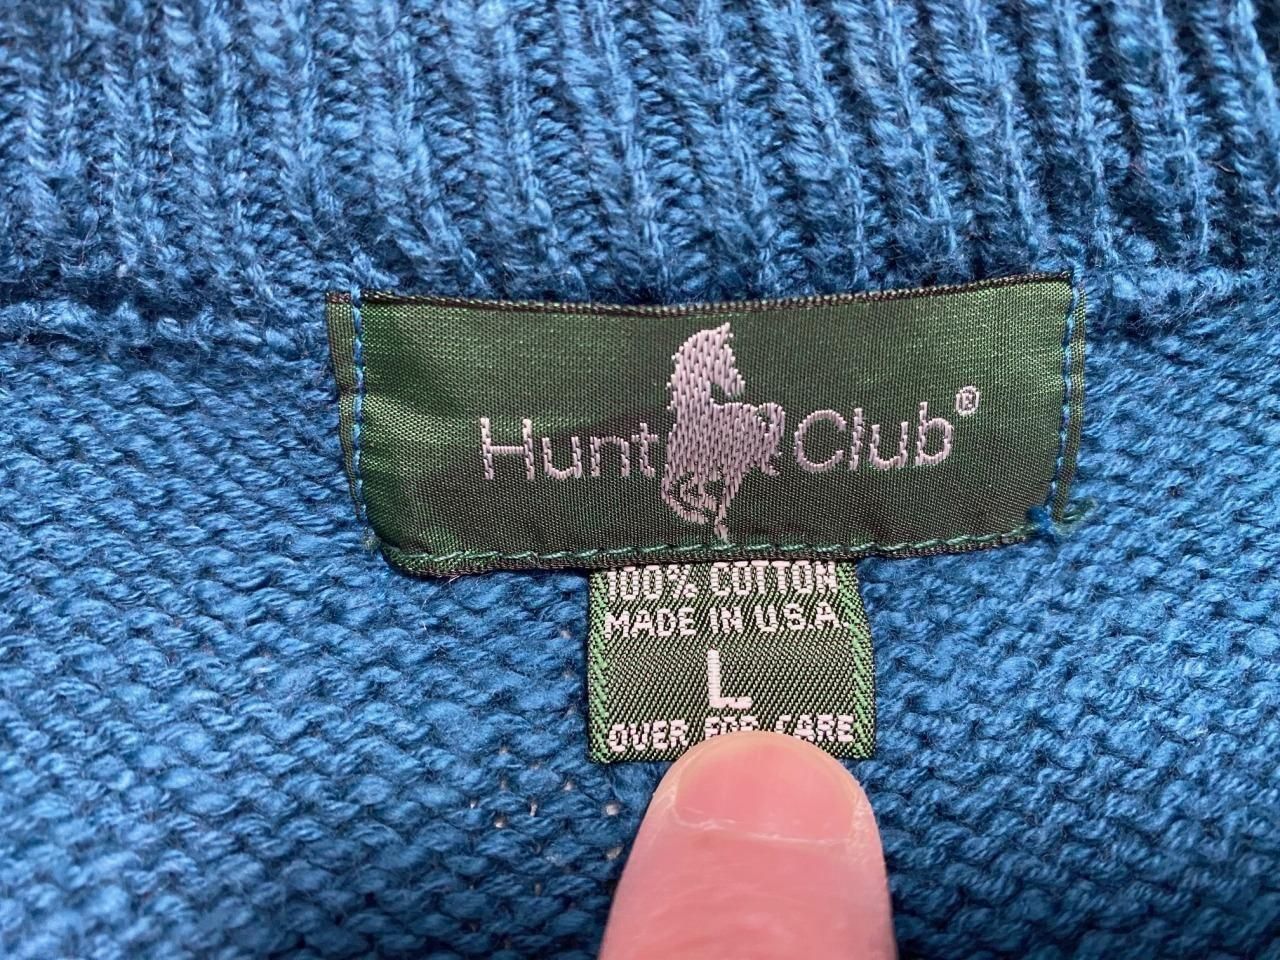 Hunt Club®
100% COTTON
MADE IN U.S.A.
L
OVER FOR CARE